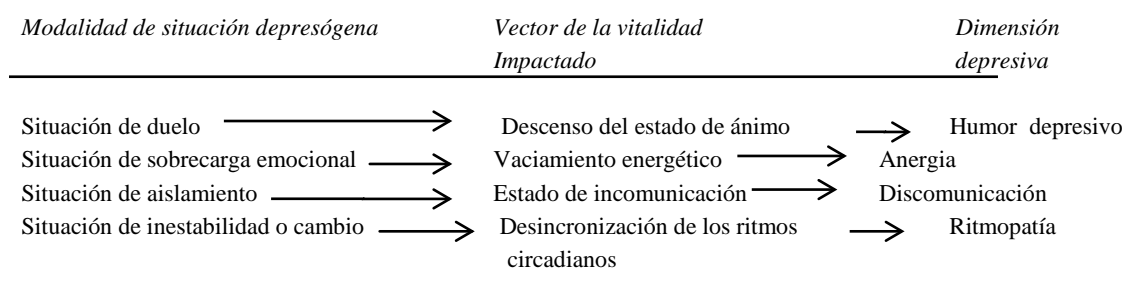 Modalidad de situación depresógena Vector de la vitalidad Dimensión
Impactado depresiva
Situación de duelo Descenso del estado de ánimo Humor depresivo
Situación de sobrecarga emocional Vaciamiento energético Anergia
Situación de aislamiento Estado de incomunicación Discomunicación
Situación de inestabilidad o cambio Desincronización de los ritmos Ritmopatía
circadianos